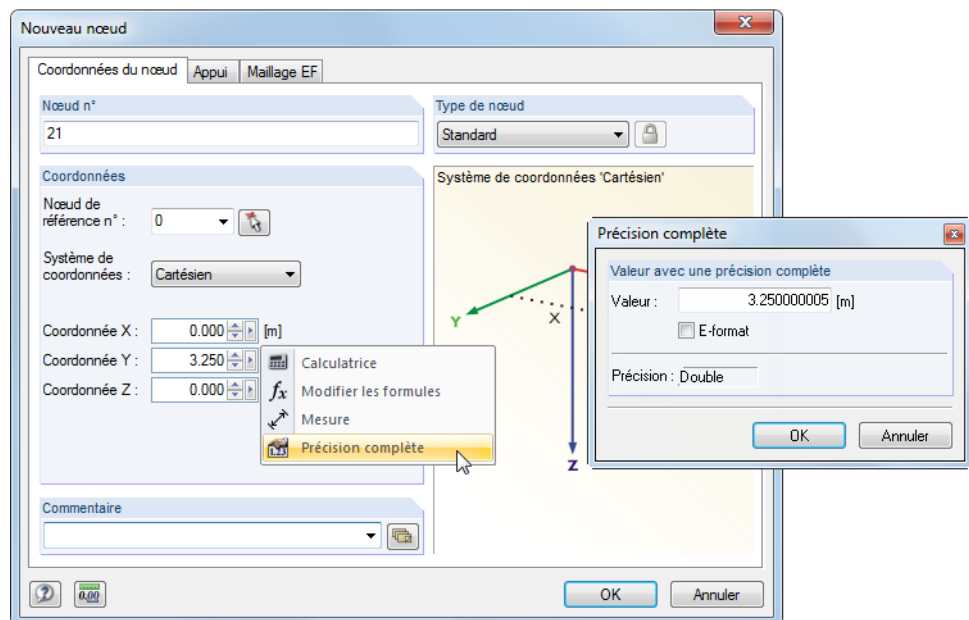 Nouveau nœud
Coordonnées du nœud Appui Maillage EF
Nœud n°
21
Type de nœud
Standard
Coordonnées
Nœud de
référence n° :
0
Système de
coordonnées :
Cartésien
Coordonnée X : 0.000 [m]
Coordonnée Y : 3.250
Coordonnée Z : 0.000
Calculatrice
fx Modifier les formules
Mesure
1.23 Précision complète
Système de coordonnées 'Cartésien'
Y
X
Z
Précision complète
Valeur avec une précision complète
Valeur : 3.250000005 [m]
E-format
Précision : Double
OK Annuler
Commentaire
0.00
OK Annuler